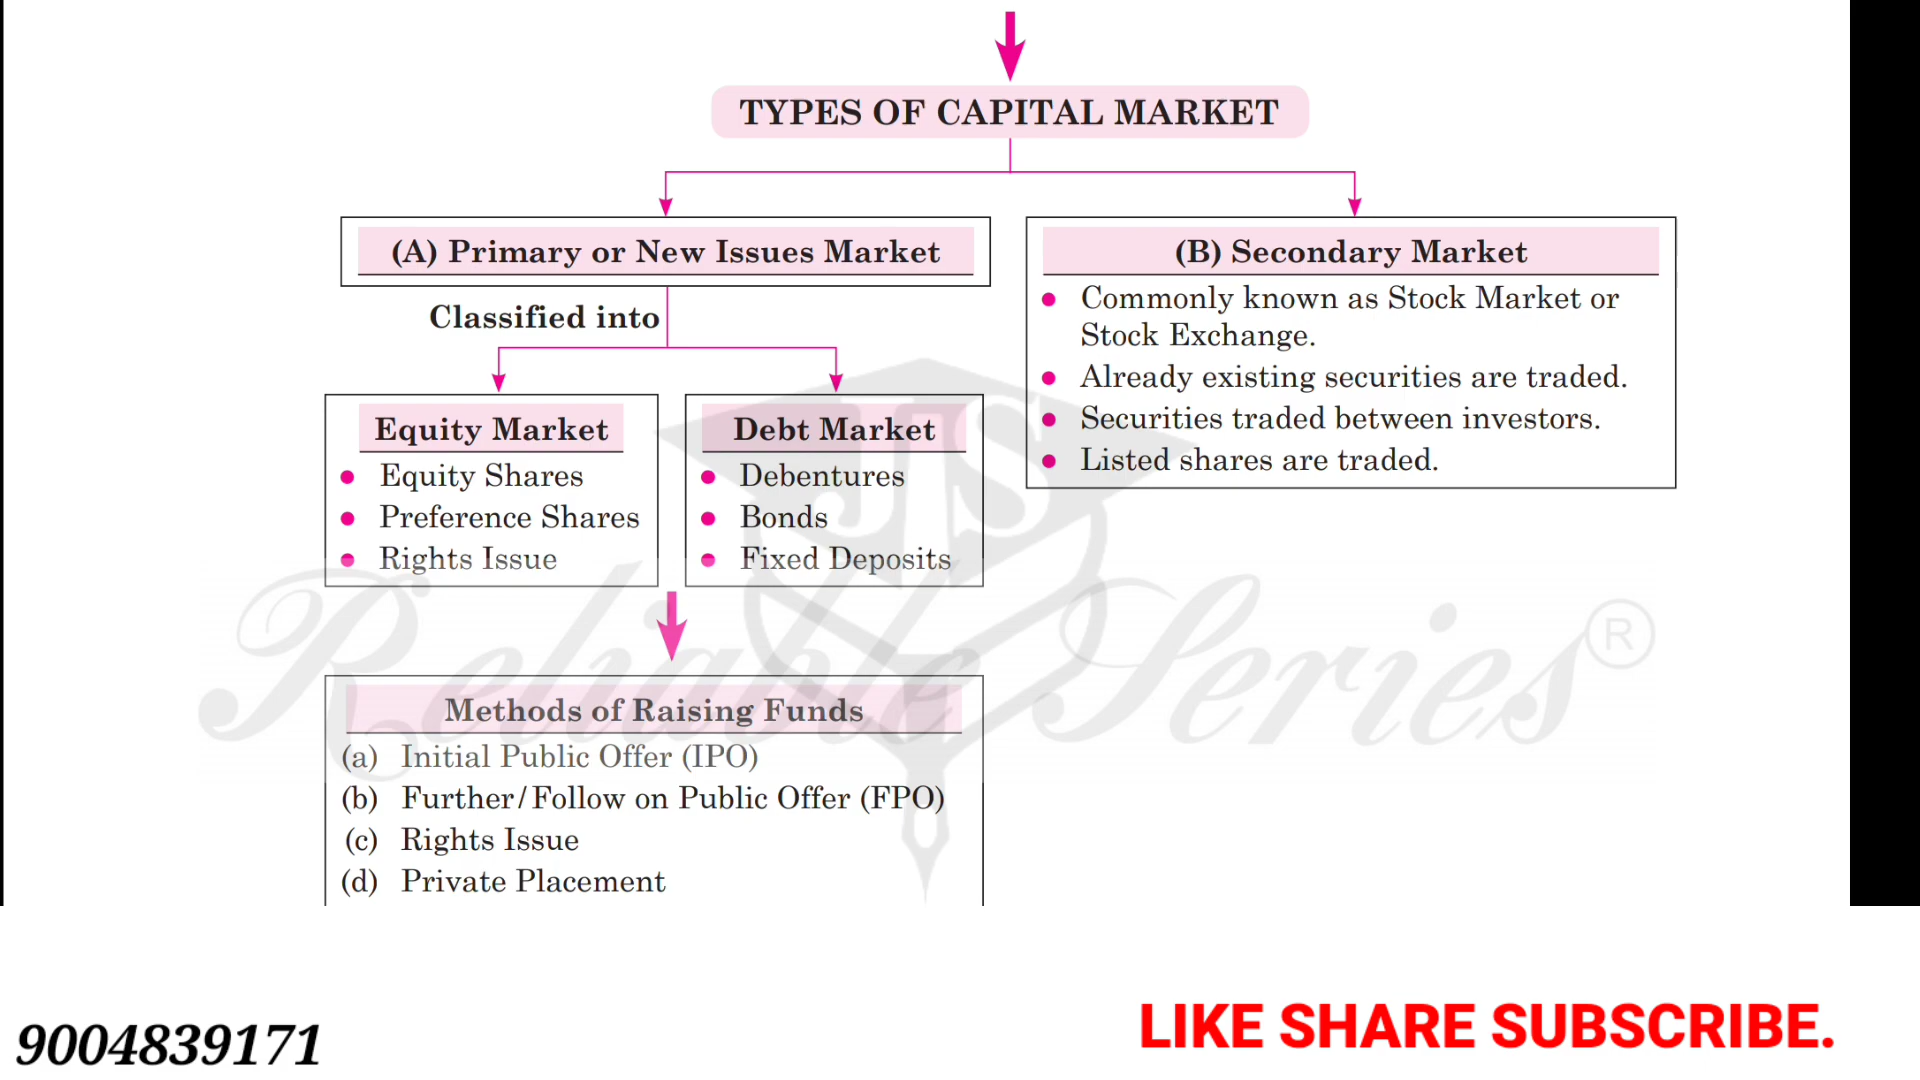 TYPES OF CAPITAL MARKET
(A) Primary or New Issues Market
Classified into
Equity Market
• Equity Shares
• Preference Shares
• Rights Issue
Debt Market
• Debentures
• Bonds
• Fixed Deposits
(B) Secondary Market
• Commonly known as Stock Market or
Stock Exchange.
• Already existing securities are traded.
• Securities traded between investors.
• Listed shares are traded.
Methods of Raising Funds
(a) Initial Public Offer (IPO)
(b) Further/Follow on Public Offer (FPO)
(c) Rights Issue
(d) Private Placement
JS
Reliable Series®
9004839171
LIKE SHARE SUBSCRIBE.